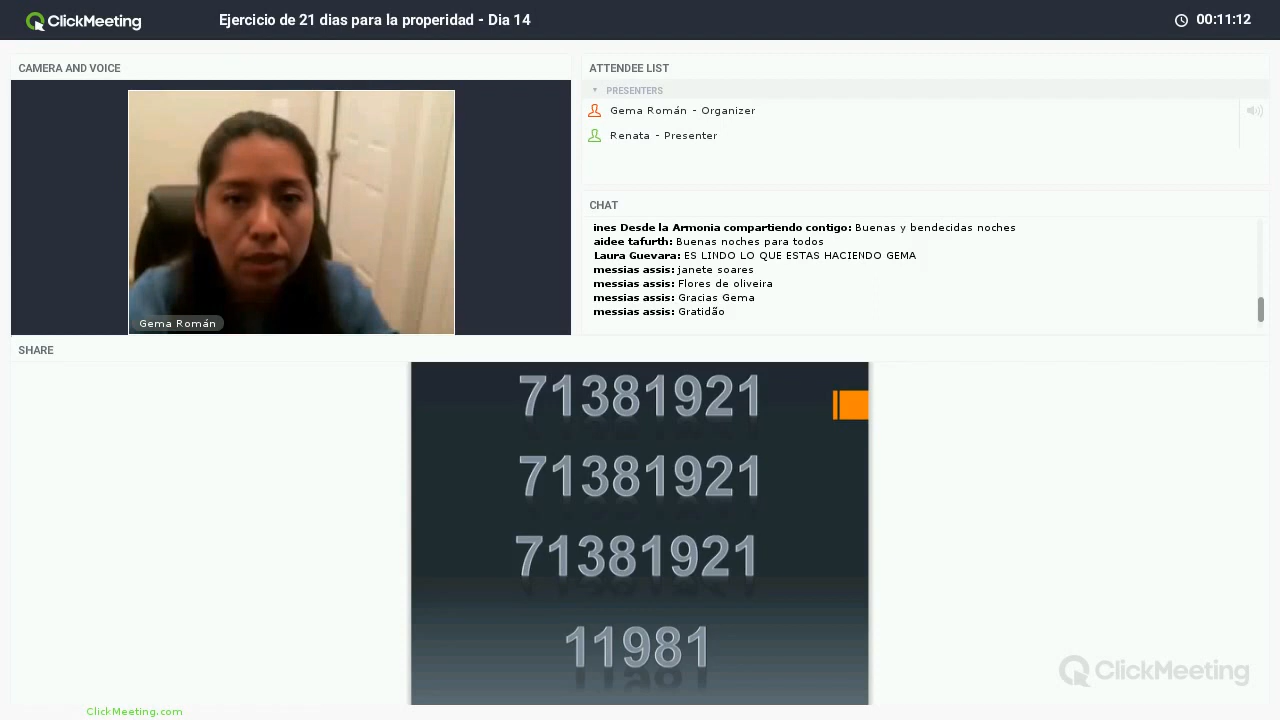 ClickMeeting
Ejercicio de 21 dias para la properidad - Dia 14
00:11:12
CAMERA AND VOICE
Gema Román
ATTENDEE LIST
PRESENTERS
Gema Román - Organizer
Renata - Presenter
CHAT
ines Desde la Armonia compartiendo contigo: Buenas y bendecidas noches
aidee tafurth: Buenas noches para todos
Laura Guevara: ES LINDO LO QUE ESTAS HACIENDO GEMA
messias assis: janete soares
messias assis: Flores de oliveira
messias assis: Gracias Gema
messias assis: Gratidão
SHARE
71381921
71381921
71381921
11981
ClickMeeting
ClickMeeting.com